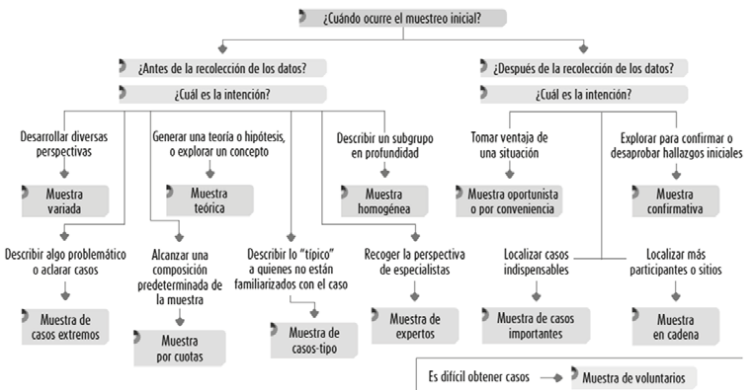 ¿Cuándo ocurre el muestreo inicial?
¿Antes de la recolección de los datos?
¿Después de la recolección de los datos?
¿Cuál es la intención?
¿Cuál es la intención?
Desarrollar diversas
perspectivas
Generar una teoría o hipótesis,
o explorar un concepto
Describir un subgrupo
en profundidad
Tomar ventaja de
una situación
Explorar para confirmar o
desaprobar hallazgos iniciales
Muestra
variada
Muestra
teórica
Muestra
homogénea
Muestra oportunista
o por conveniencia
Muestra
confirmativa
Describir algo problemático
o aclarar casos
Alcanzar una
composición
predeterminada de
la muestra
Describir lo “típico”
a quienes no están
familiarizados con el caso
Recoger la perspectiva
de especialistas
Localizar casos
indispensables
Localizar más
participantes o sitios
Muestra de
casos extremos
Muestra
por cuotas
Muestra de
casos-tipo
Muestra de
expertos
Muestra de casos
importantes
Muestra
en cadena
Es difícil obtener casos
Muestra de voluntarios